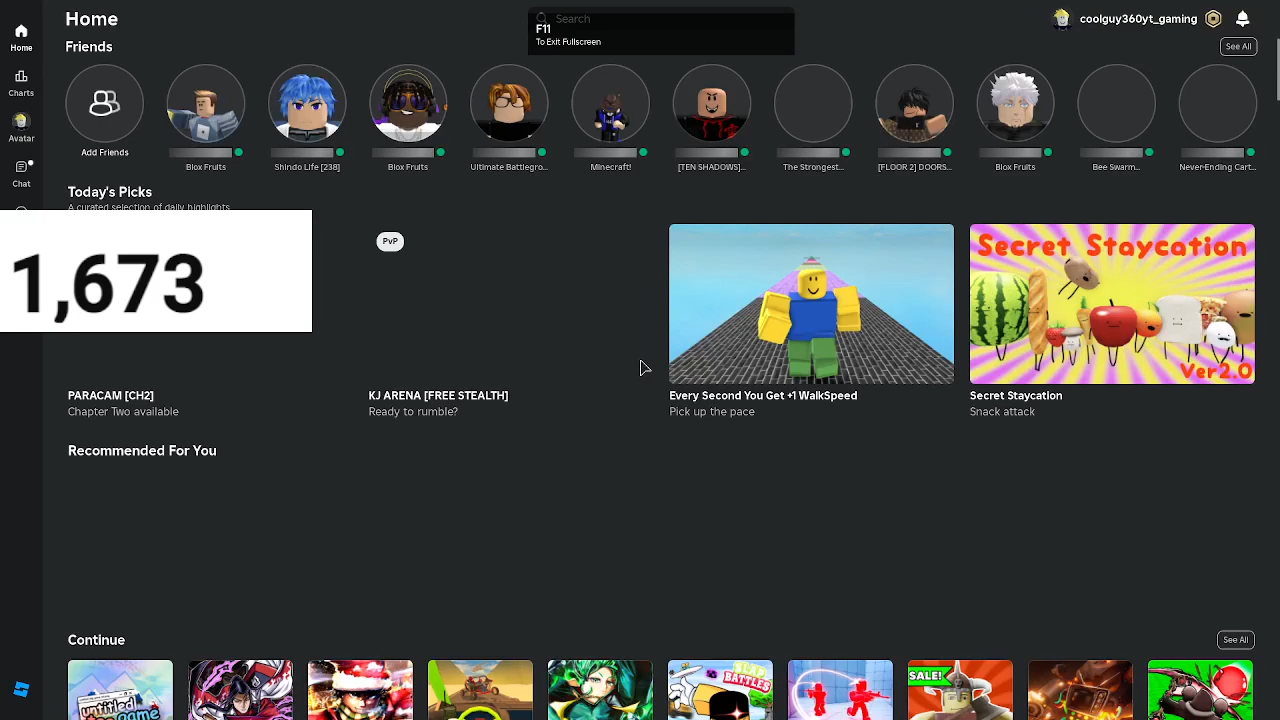 Home
Search
F11
To Exit Fullscreen
coolguy360yt_gaming
Home
Charts
Avatar
Chat
Friends
See All
Add Friends
Blox Fruits
Shindo Life [238]
Blox Fruits
Ultimate Battlegro...
Minecraft!
[TEN SHADOWS]...
The Strongest...
[FLOOR 2] DOORS...
Blox Fruits
Bee Swarm...
Never-Ending Cart...
Today's Picks
A curated selection of daily highlights
1,673
PvP
Secret Staycation
Ver2.0
PARACAM [CH2]
Chapter Two available
KJ ARENA [FREE STEALTH]
Ready to rumble?
Every Second You Get +1 WalkSpeed
Pick up the pace
Secret Staycation
Snack attack
Recommended For You
Continue
See All
untitled
game
SLAP
BATTLES
SALE!